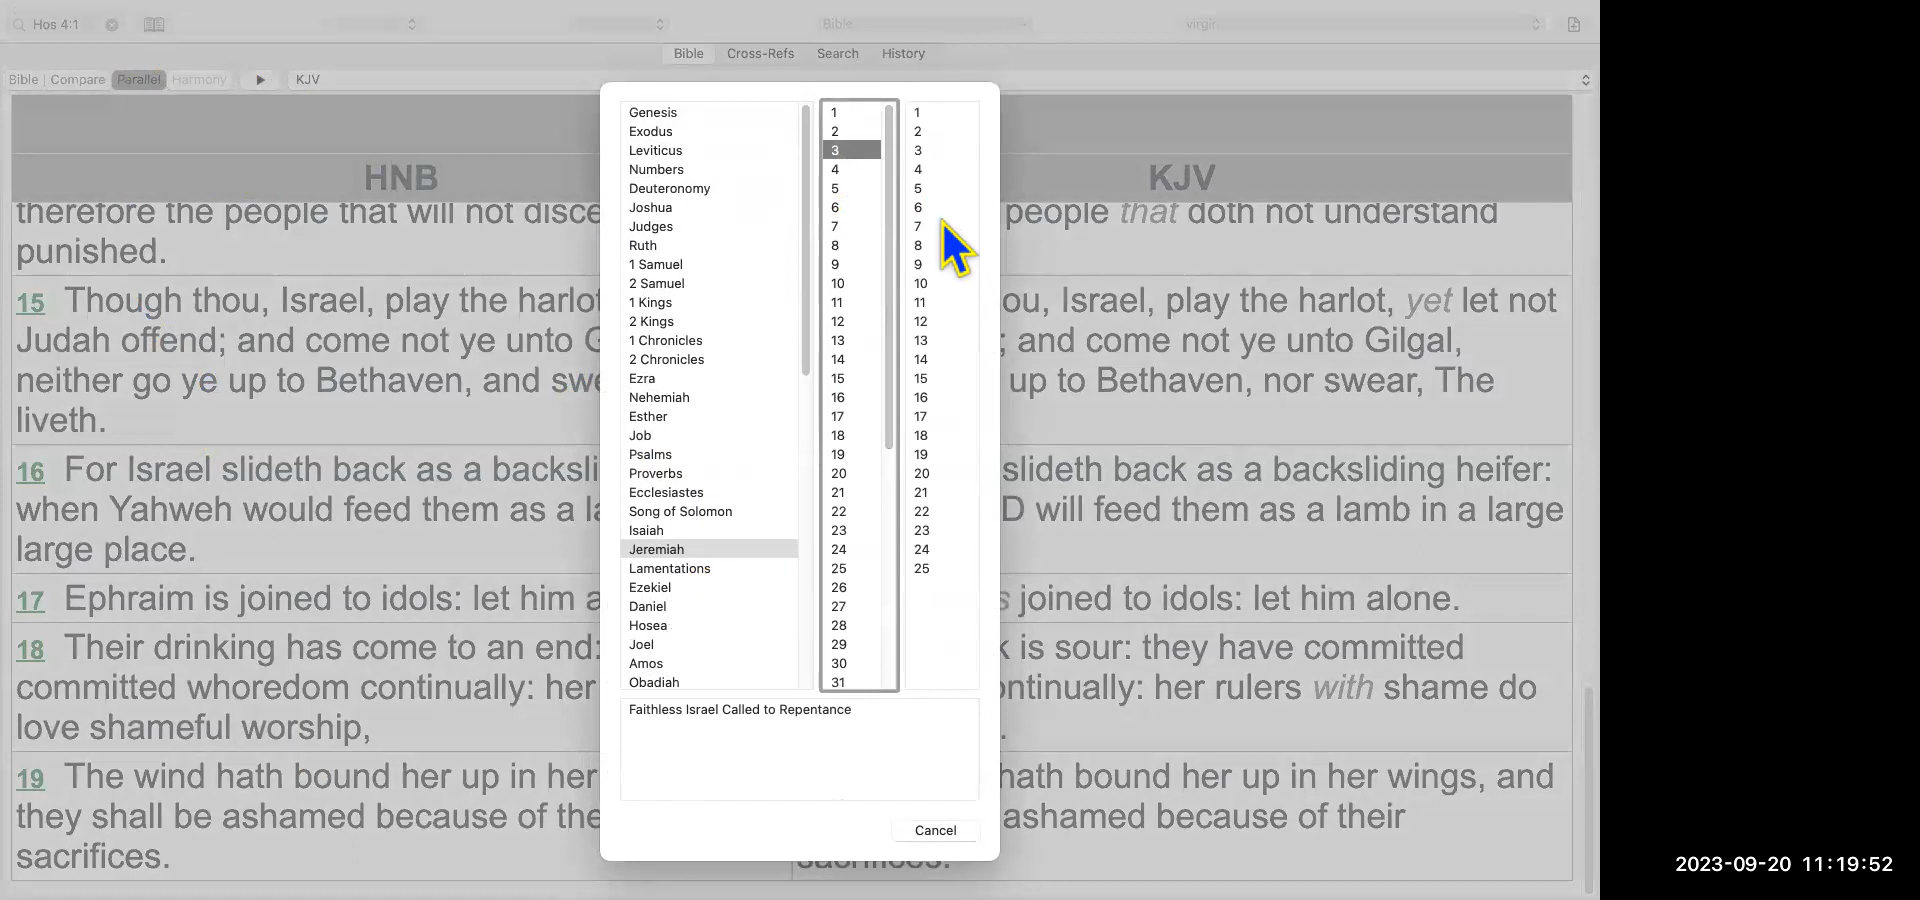 Hos 4:1
Bible
virgin
Bible Cross-Refs Search History
Bible | Compare Parallel Harmony KJV
HNB KJV
therefore the people that will not disce
punished.
15 Though thou, Israel, play the harlot
Judah offend; and come not ye unto G
neither go ye up to Bethaven, and swe
liveth.
16 For Israel slideth back as a backsli
when Yahweh would feed them as a la
large place.
17 Ephraim is joined to idols: let him a
18 Their drinking has come to an end:
committed whoredom continually: her
love shameful worship,
19 The wind hath bound her up in her
they shall be ashamed because of the
sacrifices.
Genesis
Exodus
Leviticus
Numbers
Deuteronomy
Joshua
Judges
Ruth
1 Samuel
2 Samuel
1 Kings
2 Kings
1 Chronicles
2 Chronicles
Ezra
Nehemiah
Esther
Job
Psalms
Proverbs
Ecclesiastes
Song of Solomon
Isaiah
Jeremiah
Lamentations
Ezekiel
Daniel
Hosea
Joel
Amos
Obadiah
1
2
3
4
5
6
7
8
9
10
11
12
13
14
15
16
17
18
19
20
21
22
23
24
25
26
27
28
29
30
31
1
2
3
4
5
6
7
8
9
10
11
12
13
14
15
16
17
18
19
20
21
22
23
24
25
Faithless Israel Called to Repentance
Cancel
people that doth not understand
ou, Israel, play the harlot, yet let not
; and come not ye unto Gilgal,
up to Bethaven, nor swear, The
slideth back as a backsliding heifer:
D will feed them as a lamb in a large
s joined to idols: let him alone.
k is sour: they have committed
ontinually: her rulers with shame do
.
hath bound her up in her wings, and
ashamed because of their
sacrifices.
2023-09-20 11:19:52